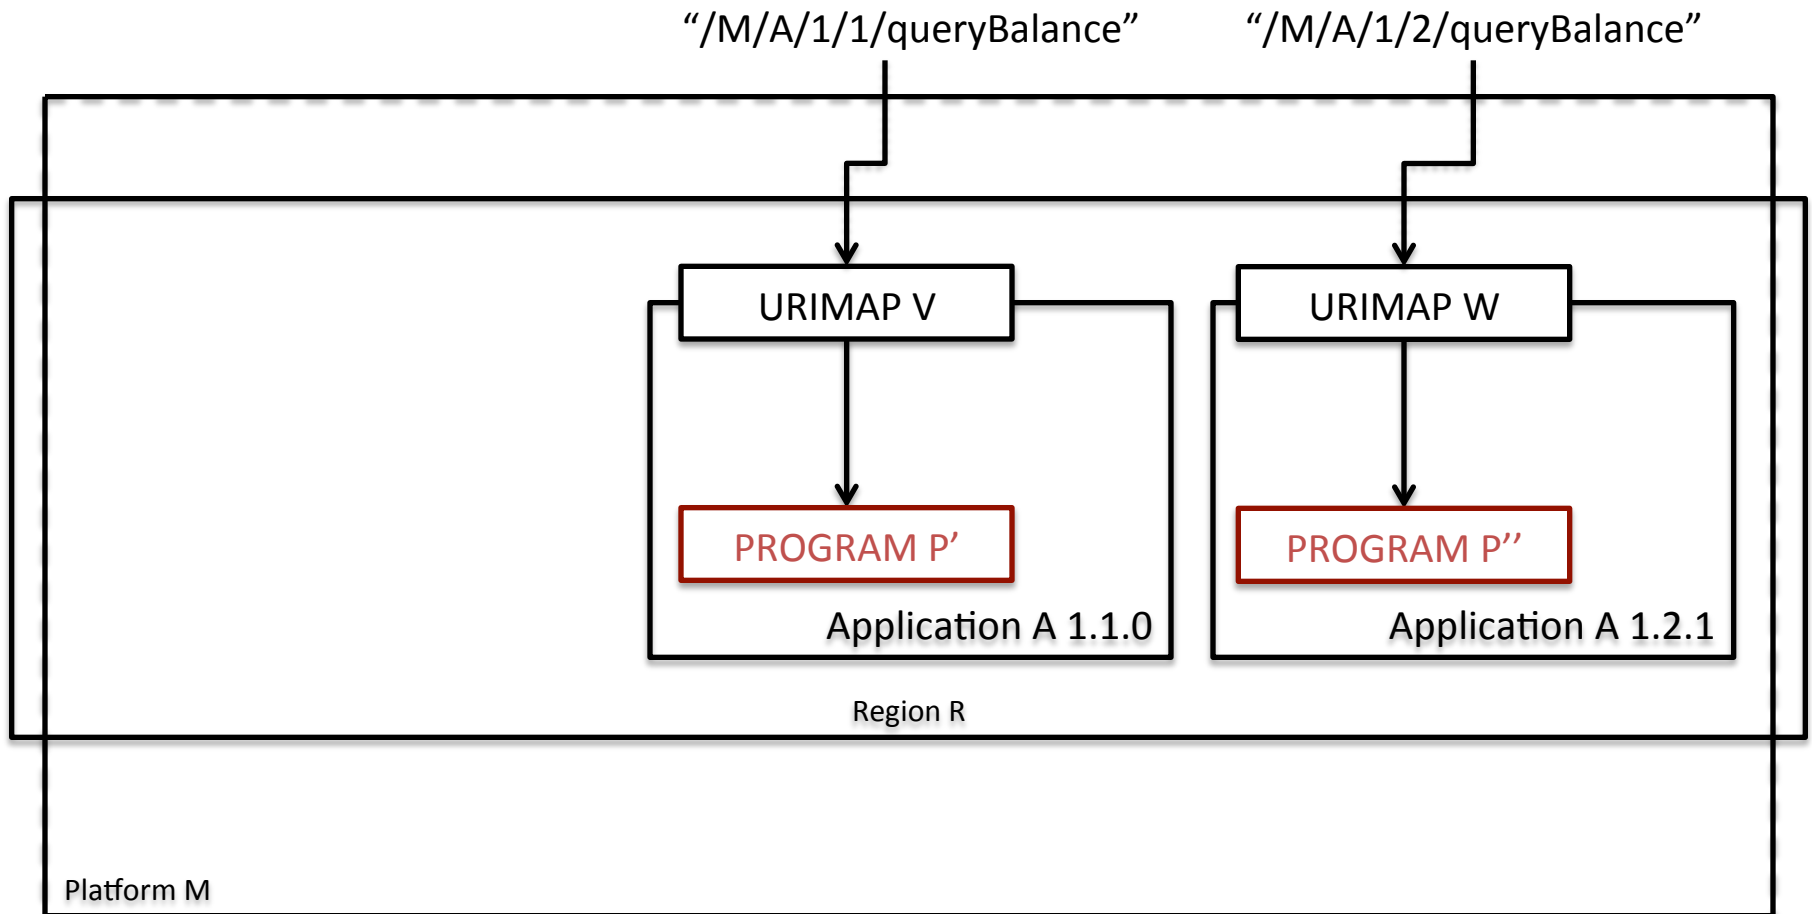 “/M/A/1/1/queryBalance”
“/M/A/1/2/queryBalance”
URIMAP V
URIMAP W
PROGRAM P’
PROGRAM P’’
Application A 1.1.0
Application A 1.2.1
Region R
Platform M